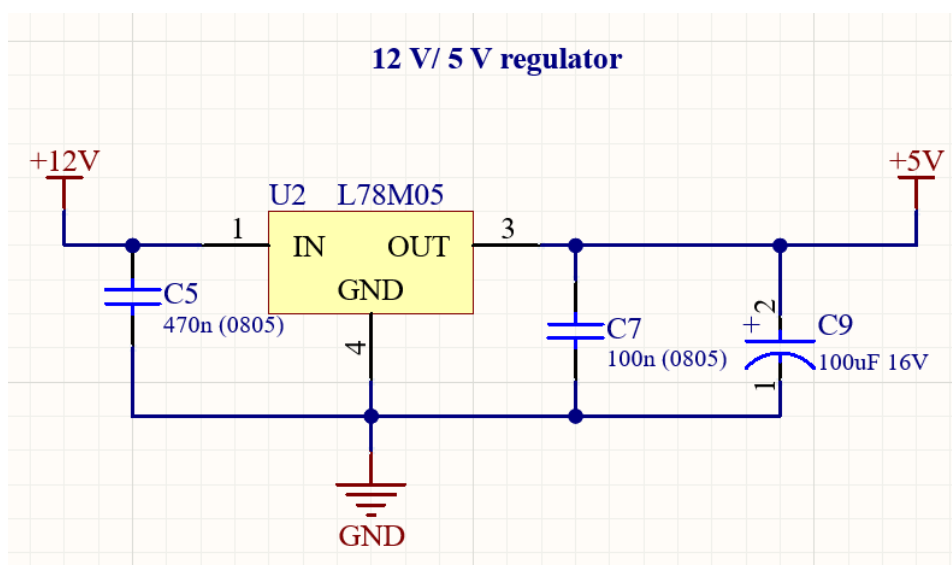 12 V/ 5 V regulator
+12V
+5V
U2 L78M05
1
IN OUT
3
GND
C5
470n (0805)
4
C7
100n (0805)
2
+
C9
100uF 16V
1
GND